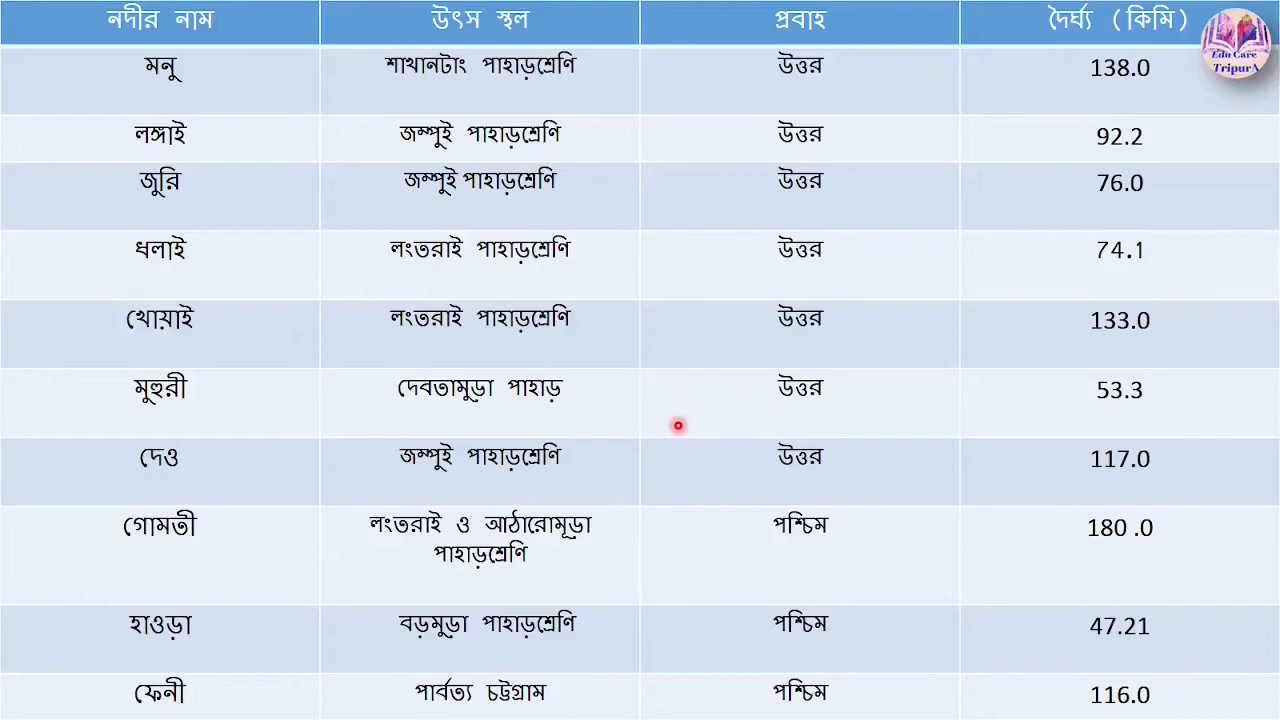 নদীর নাম উৎস স্থল প্রবাহ দৈর্ঘ্য (কিমি)
Edu Care
TripurA
মনু শাখানটাং পাহাড়শ্রেণি উত্তর 138.0
লঙ্গাই জম্পুই পাহাড়শ্রেণি উত্তর 92.2
জুরি জম্পুই পাহাড়শ্রেণি উত্তর 76.0
ধলাই লংতরাই পাহাড়শ্রেণি উত্তর 74.1
খোয়াই লংতরাই পাহাড়শ্রেণি উত্তর 133.0
মুহুরী দেবতামুড়া পাহাড় উত্তর 53.3
দেও জম্পুই পাহাড়শ্রেণি উত্তর 117.0
গোমতী লংতরাই ও আঠারোমূড়া পশ্চিম 180 .0
পাহাড়শ্রেণি
হাওড়া বড়মুড়া পাহাড়শ্রেণি পশ্চিম 47.21
ফেনী পার্বত্য চট্টগ্রাম পশ্চিম 116.0